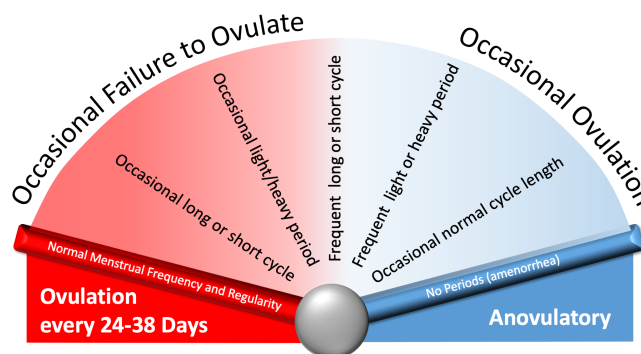 Occasional Failure to Ovulate
Occasional Ovulation
Normal Menstrual Frequency and Regularity
Occasional long or short cycle
Occasional light/heavy period
Frequent long or short cycle
Frequent light or heavy period
Occasional normal cycle length
No Periods (amenorrhea)
Ovulation
every 24-38 Days
Anovulatory